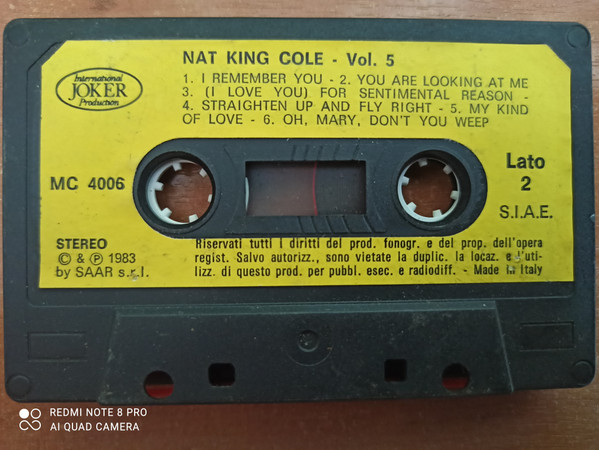 NAT KING COLE - Vol. 5
1. I REMEMBER YOU - 2. YOU ARE LOOKING AT ME
3. (I LOVE YOU) FOR SENTIMENTAL REASON -
4. STRAIGHTEN UP AND FLY RIGHT - 5. MY KIND
OF LOVE - 6. OH, MARY, DON'T YOU WEEP
International
JOKER
Production
MC 4006
Lato
2
S.I.A.E.
STEREO
© & Ⓟ 1983
by SAAR s.r.l.
Riservati tutti i diritti del prod. fonogr. e del prop. dell'opera
regist. Salvo autorizz., sono vietate la duplic. la locaz. e l'uti-
lizz. di questo prod. per pubbl. esec. e radiodiff. - Made in Italy
REDMI NOTE 8 PRO
AI QUAD CAMERA